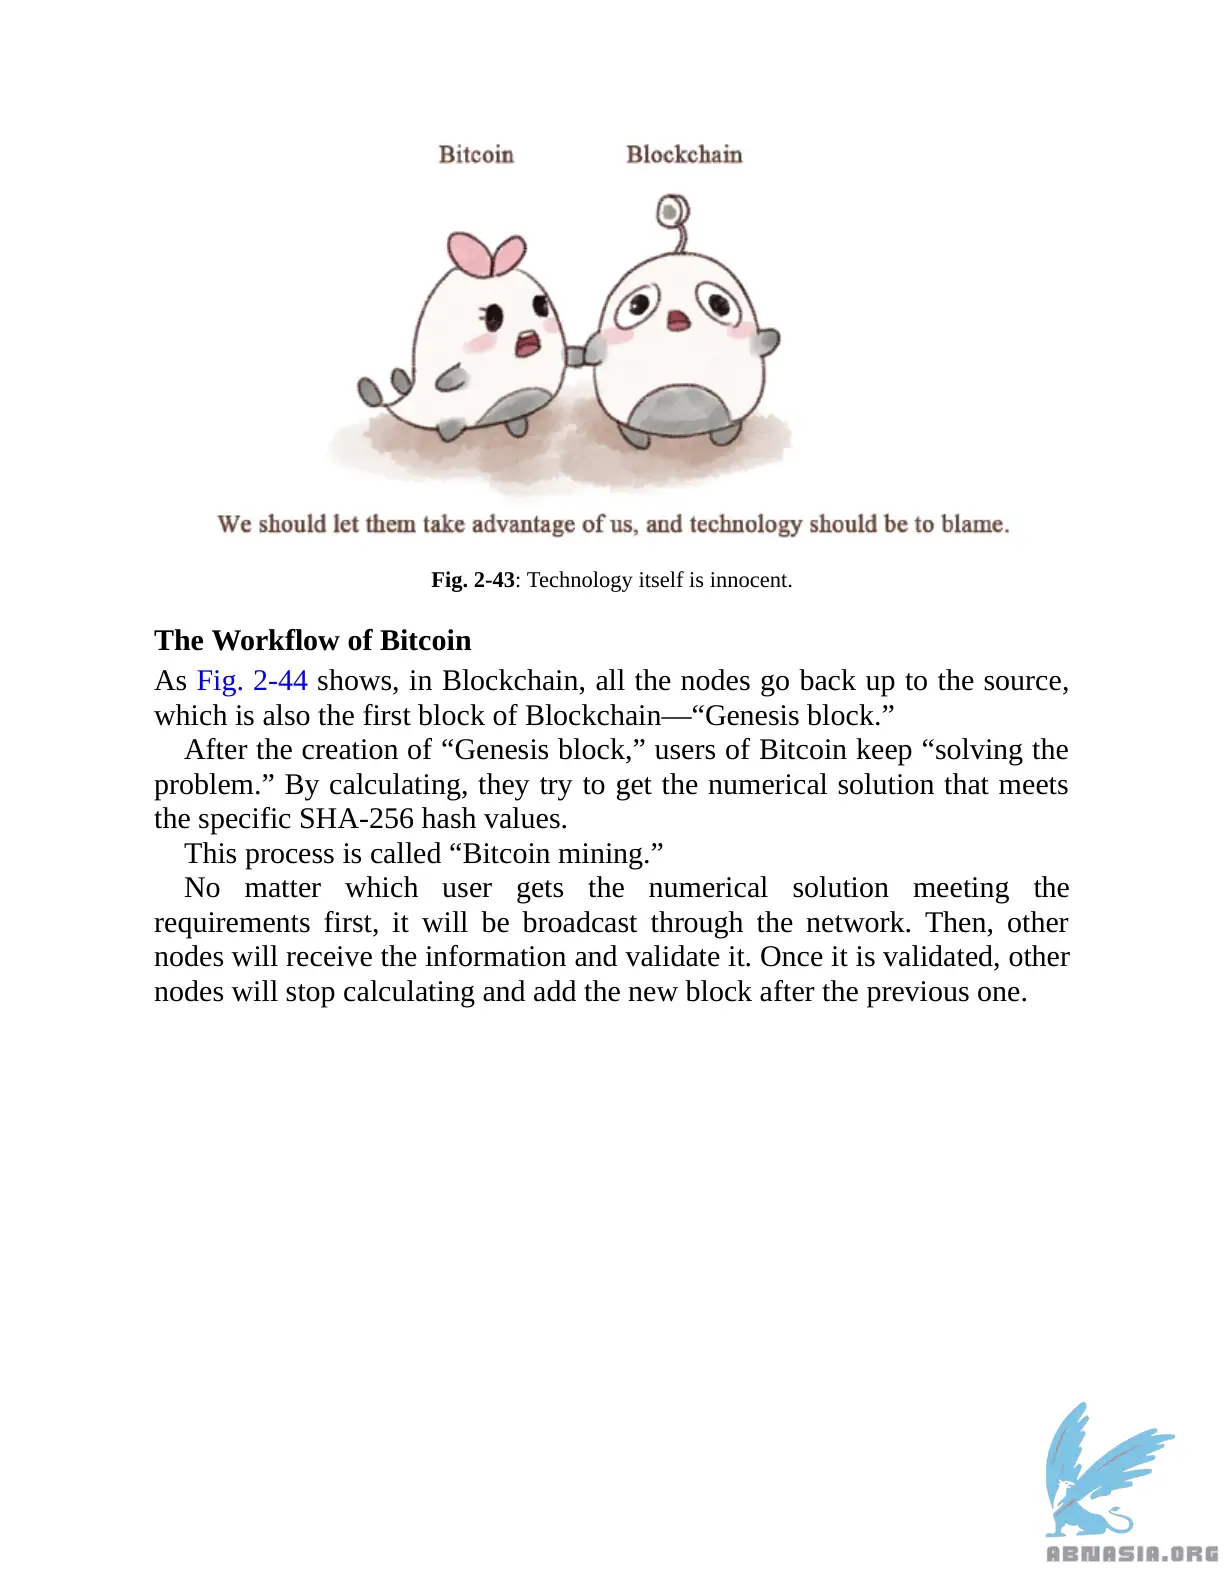 Bitcoin Blockchain
We should let them take advantage of us, and technology should be to blame.
Fig. 2-43: Technology itself is innocent.
The Workflow of Bitcoin
As Fig. 2-44 shows, in Blockchain, all the nodes go back up to the source,
which is also the first block of Blockchain—“Genesis block.”
After the creation of “Genesis block,” users of Bitcoin keep “solving the
problem.” By calculating, they try to get the numerical solution that meets
the specific SHA-256 hash values.
This process is called “Bitcoin mining.”
No matter which user gets the numerical solution meeting the
requirements first, it will be broadcast through the network. Then, other
nodes will receive the information and validate it. Once it is validated, other
nodes will stop calculating and add the new block after the previous one.
ABNASIA.ORG